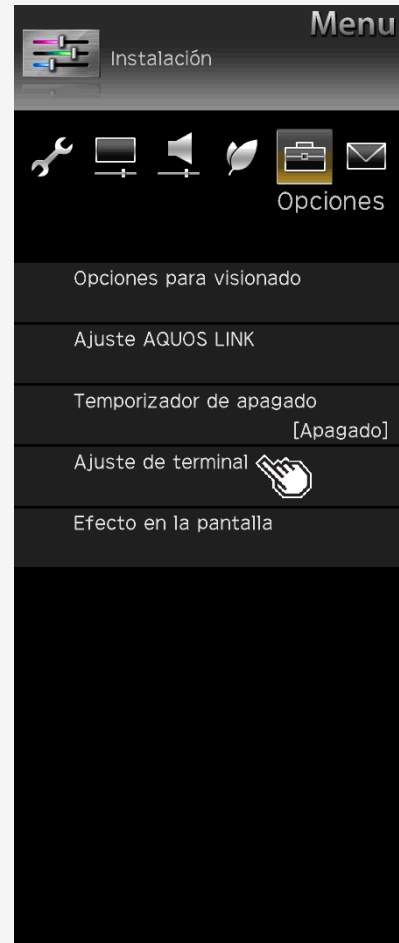 Menu
Instalación
Opciones
Opciones para visionado
Ajuste AQUOS LINK
Temporizador de apagado
[Apagado]
Ajuste de terminal
Efecto en la pantalla